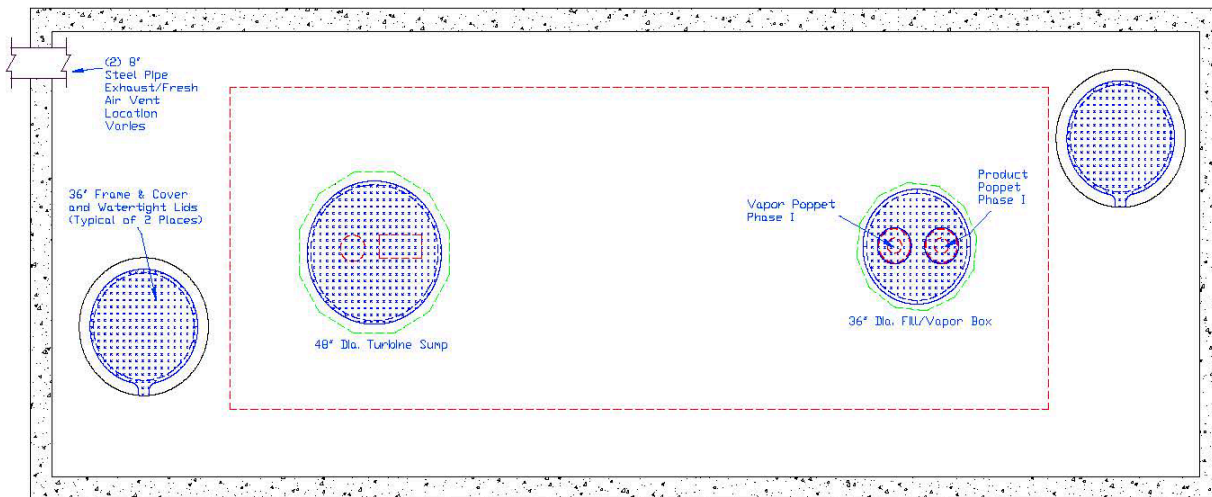 (2) 8"
Steel Pipe
Exhaust/Fresh
Air Vent
Location
Varies
36" Frame & Cover
and Watertight Lids
(Typical of 2 Places)
48" Dia. Turbine Sump
Vapor Poppet
Phase I
Product
Poppet
Phase I
36" Dia. Fill/Vapor Box